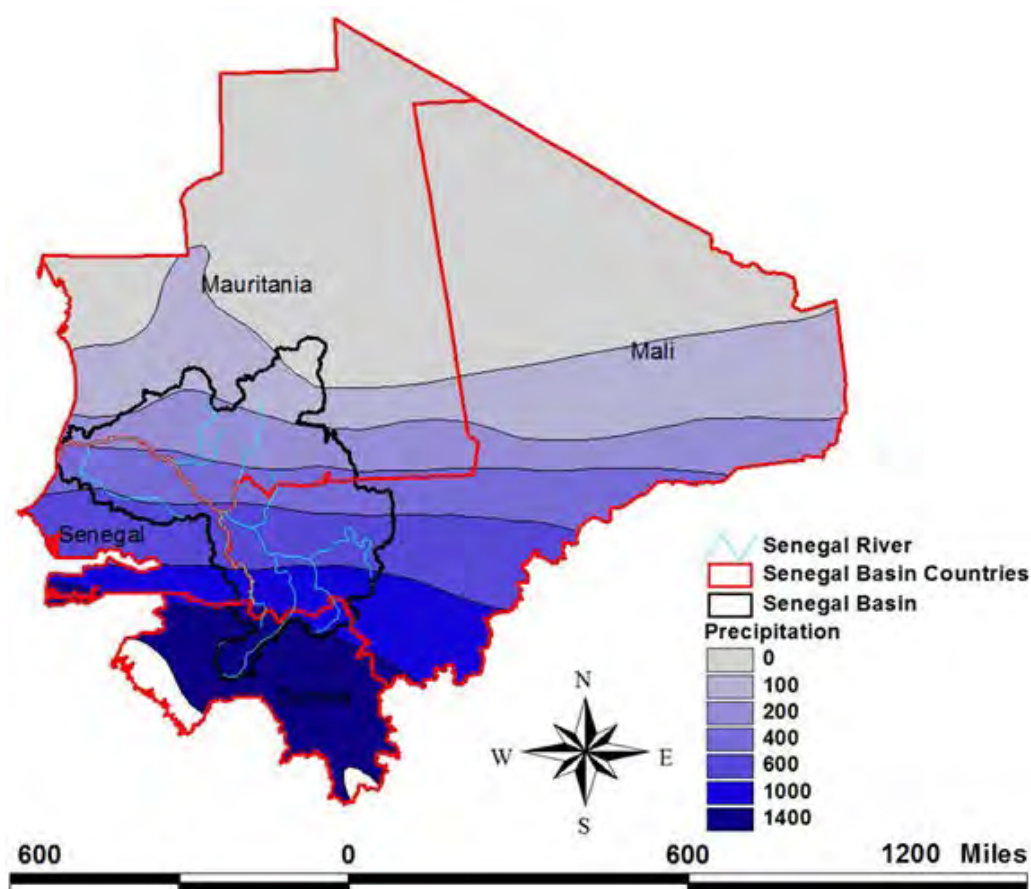 Mauritania
Mali
Senegal
Senegal River
Senegal Basin Countries
Senegal Basin
Precipitation
0
100
200
400
600
1000
1400
N
W E
S
600 0 600 1200 Miles